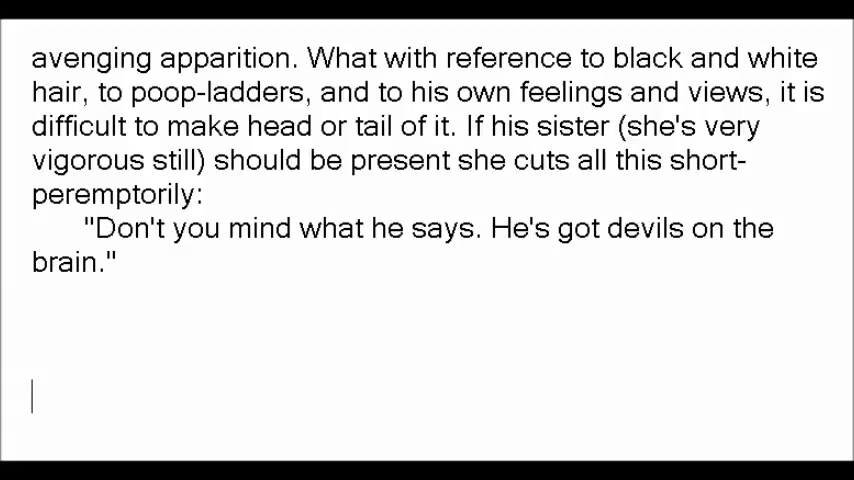 avenging apparition. What with reference to black and white
hair, to poop-ladders, and to his own feelings and views, it is
difficult to make head or tail of it. If his sister (she's very
vigorous still) should be present she cuts all this short-
peremptorily:
"Don't you mind what he says. He's got devils on the
brain."